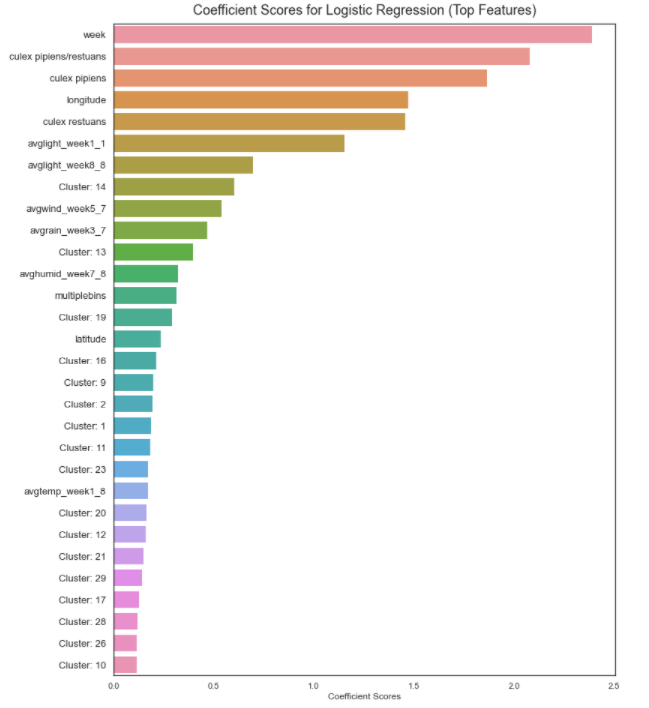 Coefficient Scores for Logistic Regression (Top Features)
week
culex pipiens/restuans
culex pipiens
longitude
culex restuans
avglight_week1_1
avglight_week8_8
Cluster: 14
avgwind_week5_7
avgrain_week3_7
Cluster: 13
avghumid_week7_8
multiplebins
Cluster: 19
latitude
Cluster: 16
Cluster: 9
Cluster: 2
Cluster: 1
Cluster: 11
Cluster: 23
avgtemp_week1_8
Cluster: 20
Cluster: 12
Cluster: 21
Cluster: 29
Cluster: 17
Cluster: 28
Cluster: 26
Cluster: 10
0.0 0.5 1.0 1.5 2.0 2.5
Coefficient Scores